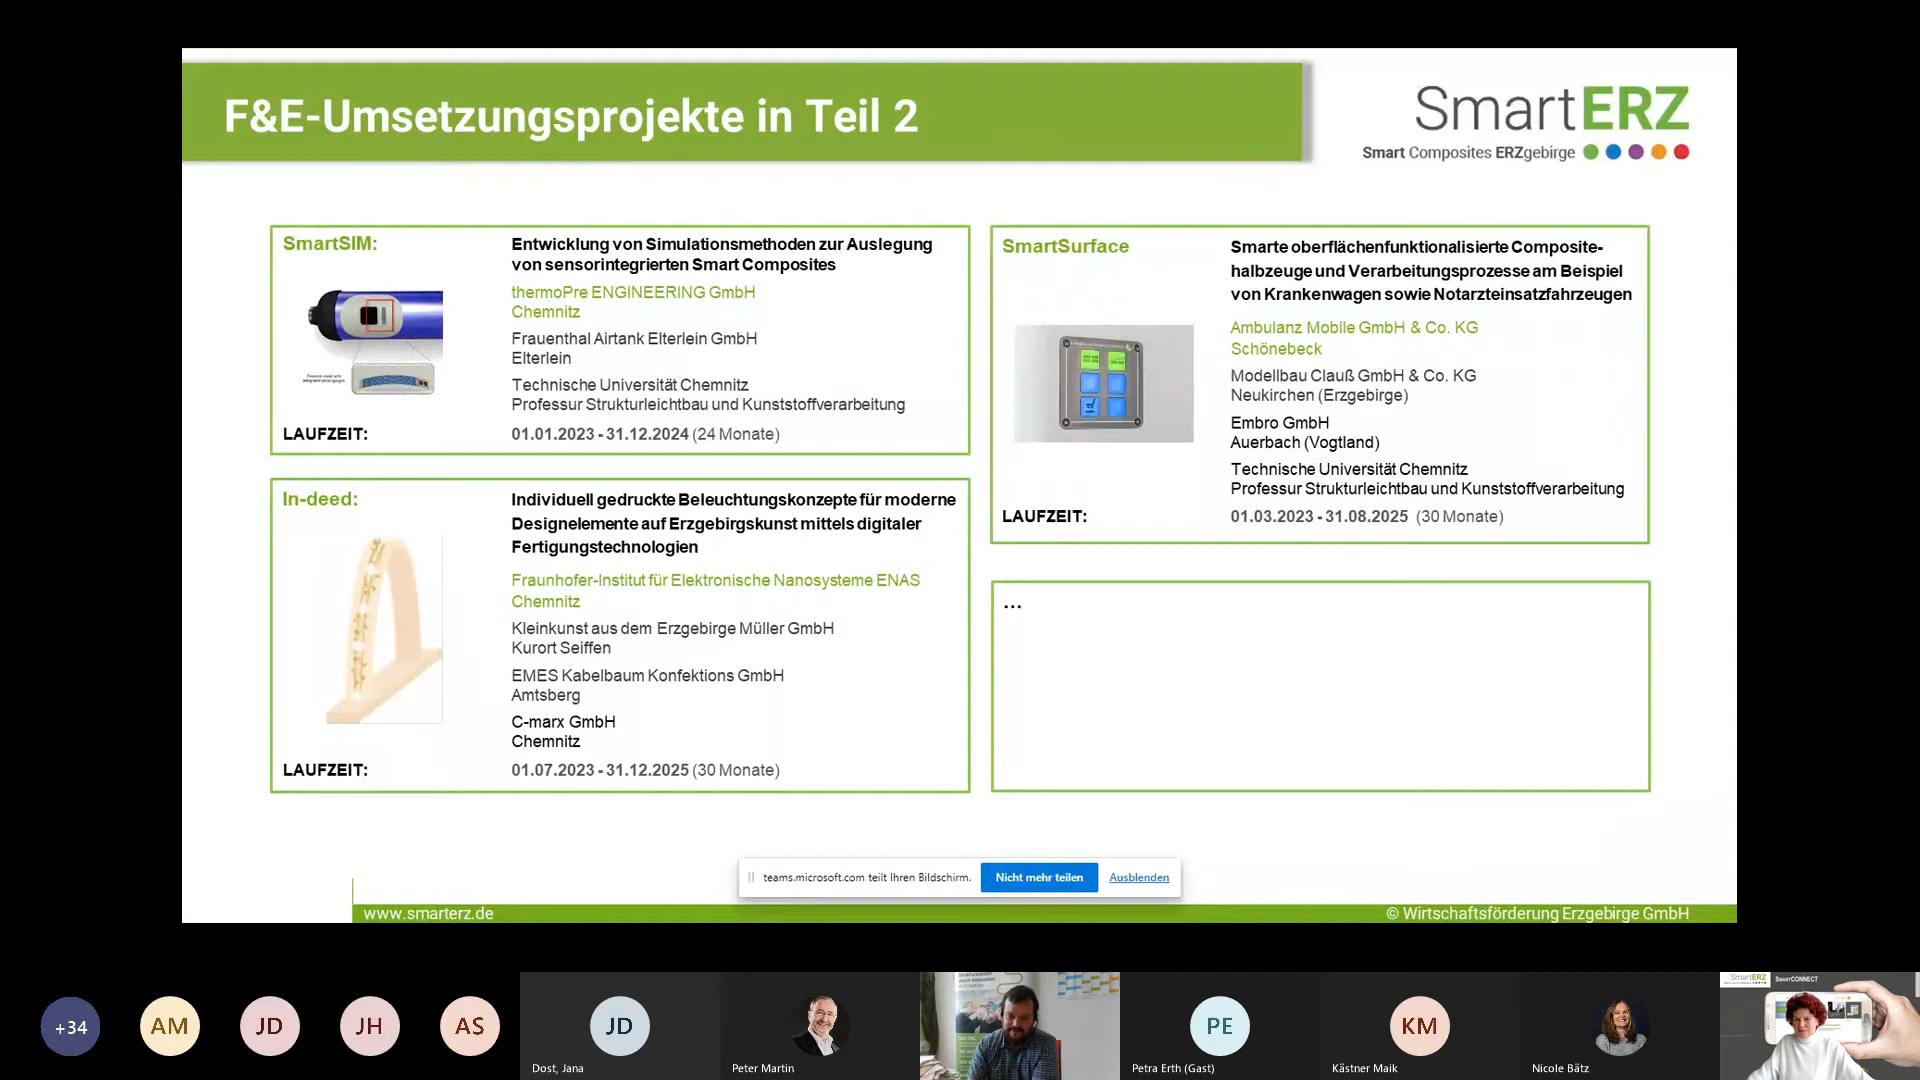 F&E-Umsetzungsprojekte in Teil 2
SmartERZ
Smart Composites ERZgebirge
SmartSIM:
Entwicklung von Simulationsmethoden zur Auslegung
von sensorintegrierten Smart Composites
thermoPre ENGINEERING GmbH
Chemnitz
Frauenthal Airtank Elterlein GmbH
Elterlein
Technische Universität Chemnitz
Professur Strukturleichtbau und Kunststoffverarbeitung
LAUFZEIT:
01.01.2023 - 31.12.2024 (24 Monate)
In-deed:
Individuell gedruckte Beleuchtungskonzepte für moderne
Designelemente auf Erzgebirgskunst mittels digitaler
Fertigungstechnologien
Fraunhofer-Institut für Elektronische Nanosysteme ENAS
Chemnitz
Kleinkunst aus dem Erzgebirge Müller GmbH
Kurort Seiffen
EMES Kabelbaum Konfektions GmbH
Amtsberg
C-marx GmbH
Chemnitz
LAUFZEIT:
01.07.2023 - 31.12.2025 (30 Monate)
SmartSurface
Smarte oberflächenfunktionalisierte Composite-
halbzeuge und Verarbeitungsprozesse am Beispiel
von Krankenwagen sowie Notarzteinsatzfahrzeugen
Ambulanz Mobile GmbH & Co. KG
Schönebeck
Modellbau Clauß GmbH & Co. KG
Neukirchen (Erzgebirge)
Embro GmbH
Auerbach (Vogtland)
Technische Universität Chemnitz
Professur Strukturleichtbau und Kunststoffverarbeitung
LAUFZEIT:
01.03.2023 - 31.08.2025 (30 Monate)
...
teams.microsoft.com teilt Ihren Bildschirm.
Nicht mehr teilen
Ausblenden
www.smarterz.de
© Wirtschaftsförderung Erzgebirge GmbH
+34
AM
JD
JH
AS
JD
Dost, Jana
Peter Martin
PE
Petra Erth (Gast)
KM
Kästner Maik
Nicole Bätz
SmartERZ
SMARTCONNECT